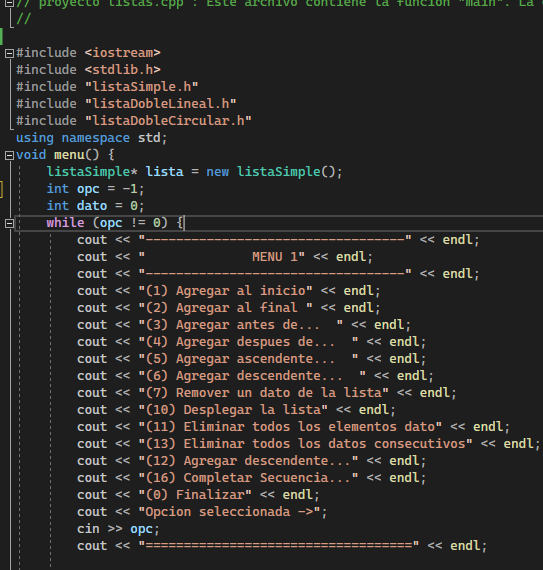 // proyecto listas.cpp : Este archivo contiene la función "main". La
//
#include <iostream>
#include <stdlib.h>
#include "listaSimple.h"
#include "listaDobleLineal.h"
#include "listaDobleCircular.h"
using namespace std;
void menu() {
listaSimple* lista = new listaSimple();
int opc = -1;
int dato = 0;
while (opc != 0) {
cout << "----------------------------------" << endl;
cout << "              MENU 1" << endl;
cout << "----------------------------------" << endl;
cout << "(1) Agregar al inicio" << endl;
cout << "(2) Agregar al final " << endl;
cout << "(3) Agregar antes de...  " << endl;
cout << "(4) Agregar despues de...  " << endl;
cout << "(5) Agregar ascendente...  " << endl;
cout << "(6) Agregar descendente...  " << endl;
cout << "(7) Remover un dato de la lista" << endl;
cout << "(10) Desplegar la lista" << endl;
cout << "(11) Eliminar todos los elementos dato" << endl;
cout << "(13) Eliminar todos los datos consecutivos" << endl;
cout << "(12) Agregar descendente..." << endl;
cout << "(16) Completar Secuencia..." << endl;
cout << "(0) Finalizar" << endl;
cout << "Opcion seleccionada ->";
cin >> opc;
cout << "===================================" << endl;